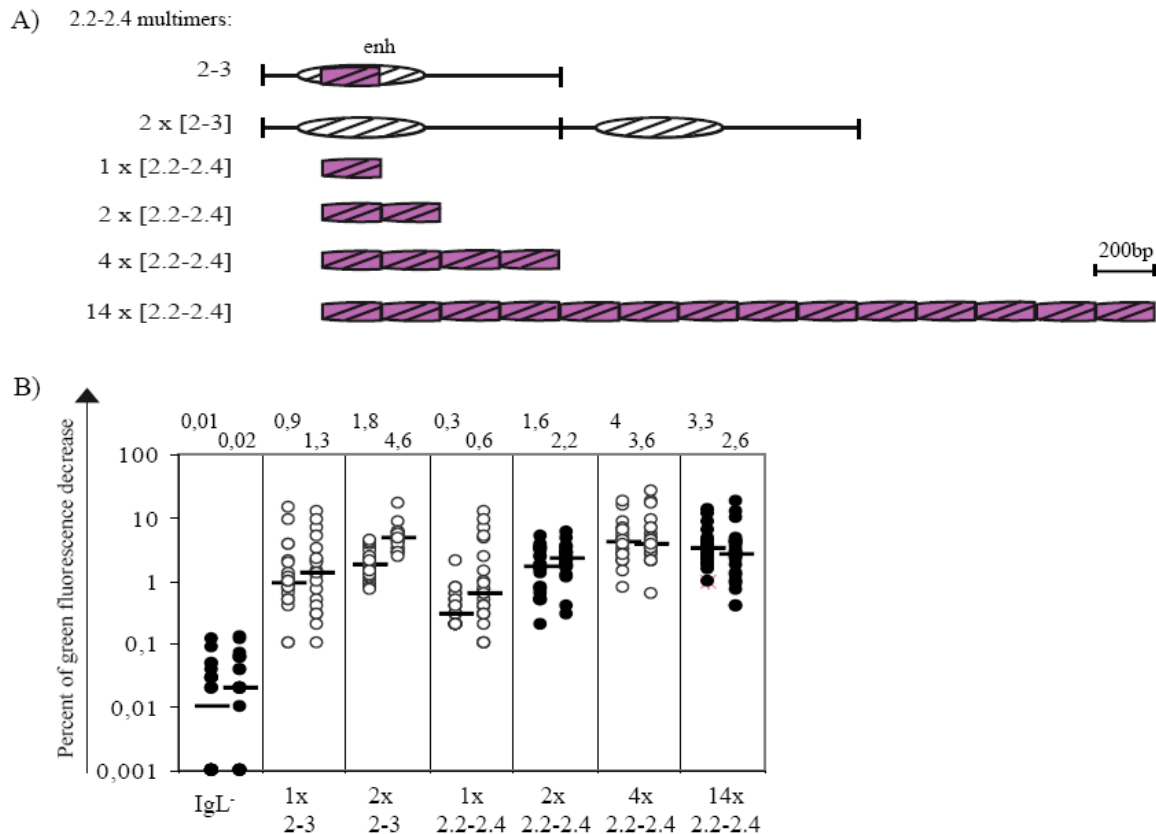 A) 2.2-2.4 multimers:
enh
2-3
2 x [2-3]
1 x [2.2-2.4]
2 x [2.2-2.4]
4 x [2.2-2.4]
200bp
14 x [2.2-2.4]
B)
Percent of green fluorescence decrease
0,01 0,9 1,8 0,3 1,6 4 3,3
0,02 1,3 4,6 0,6 2,2 3,6 2,6
100
10
1
0,1
0,01
0,001
IgL- 1x 2x 1x 2x 4x 14x
2-3 2-3 2.2-2.4 2.2-2.4 2.2-2.4 2.2-2.4